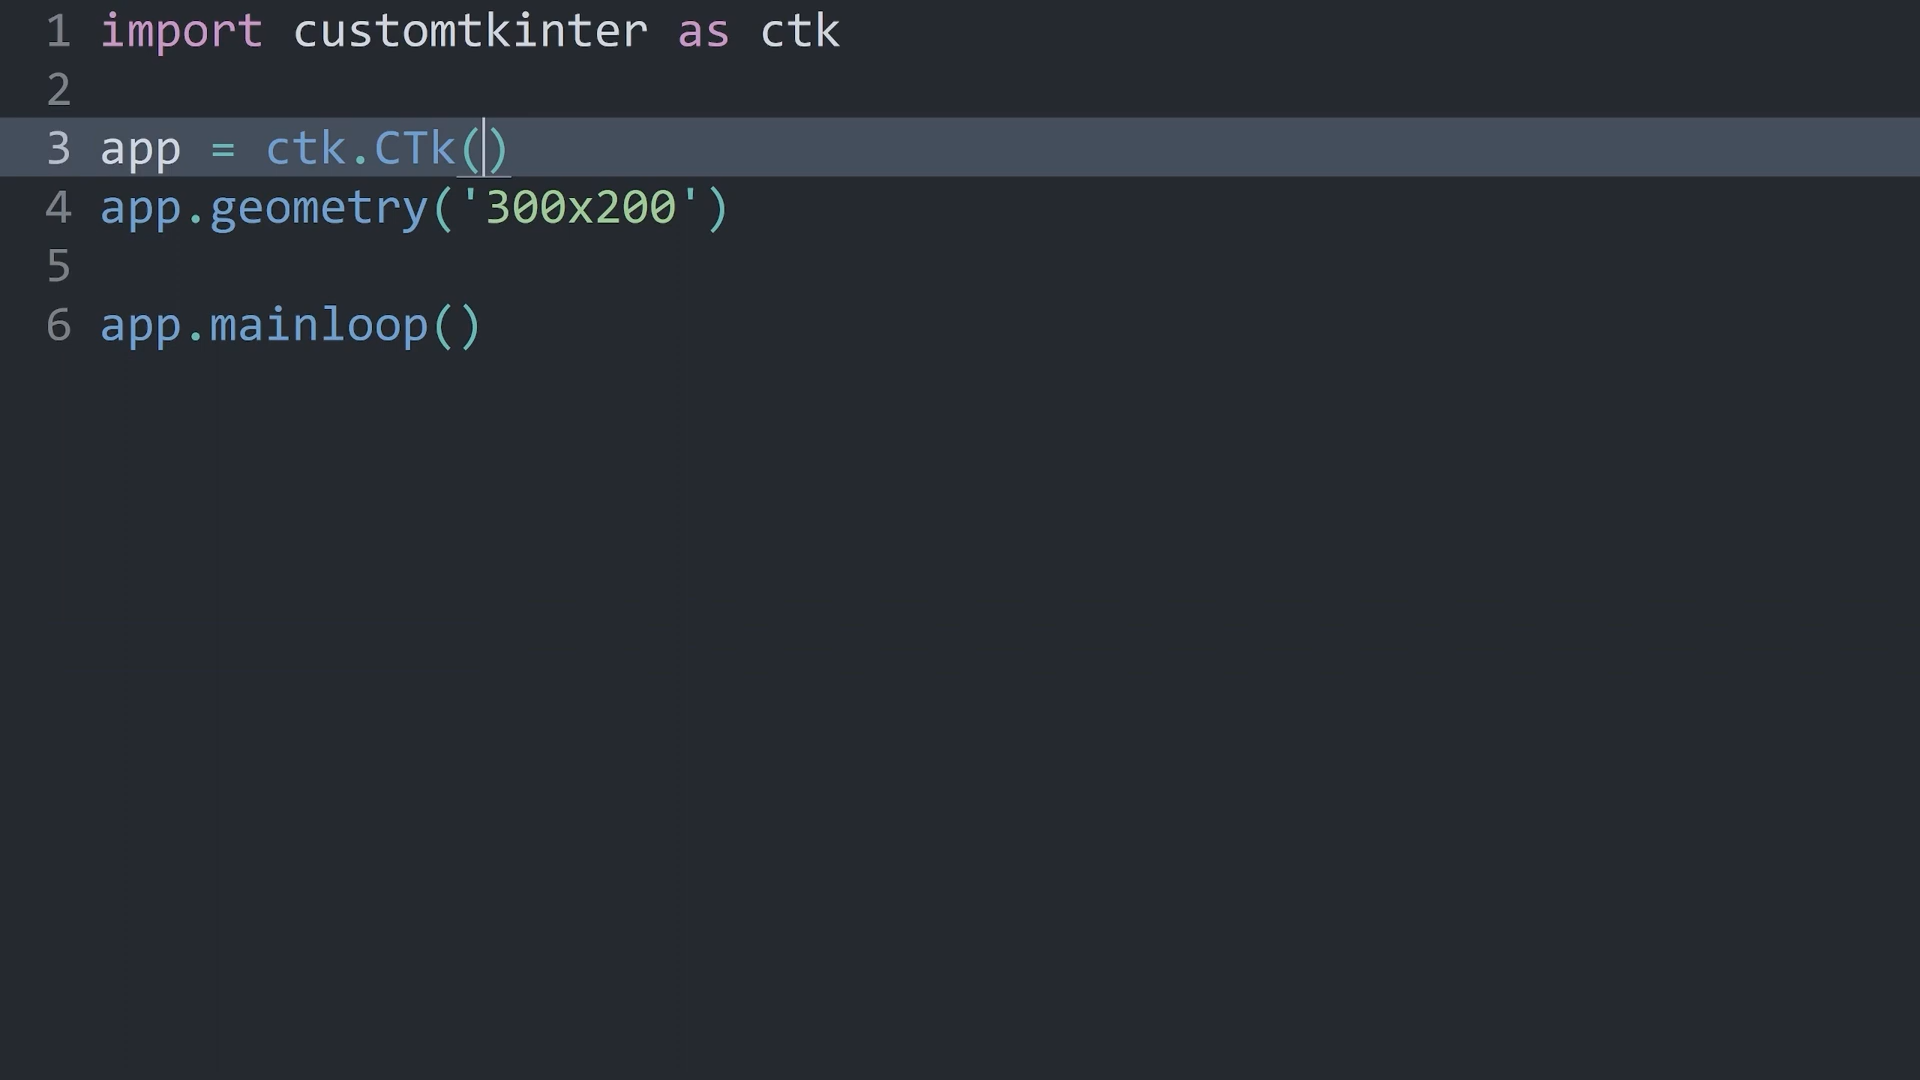 1 import customtkinter as ctk
2
3 app = ctk.CTk()
4 app.geometry('300x200')
5
6 app.mainloop()